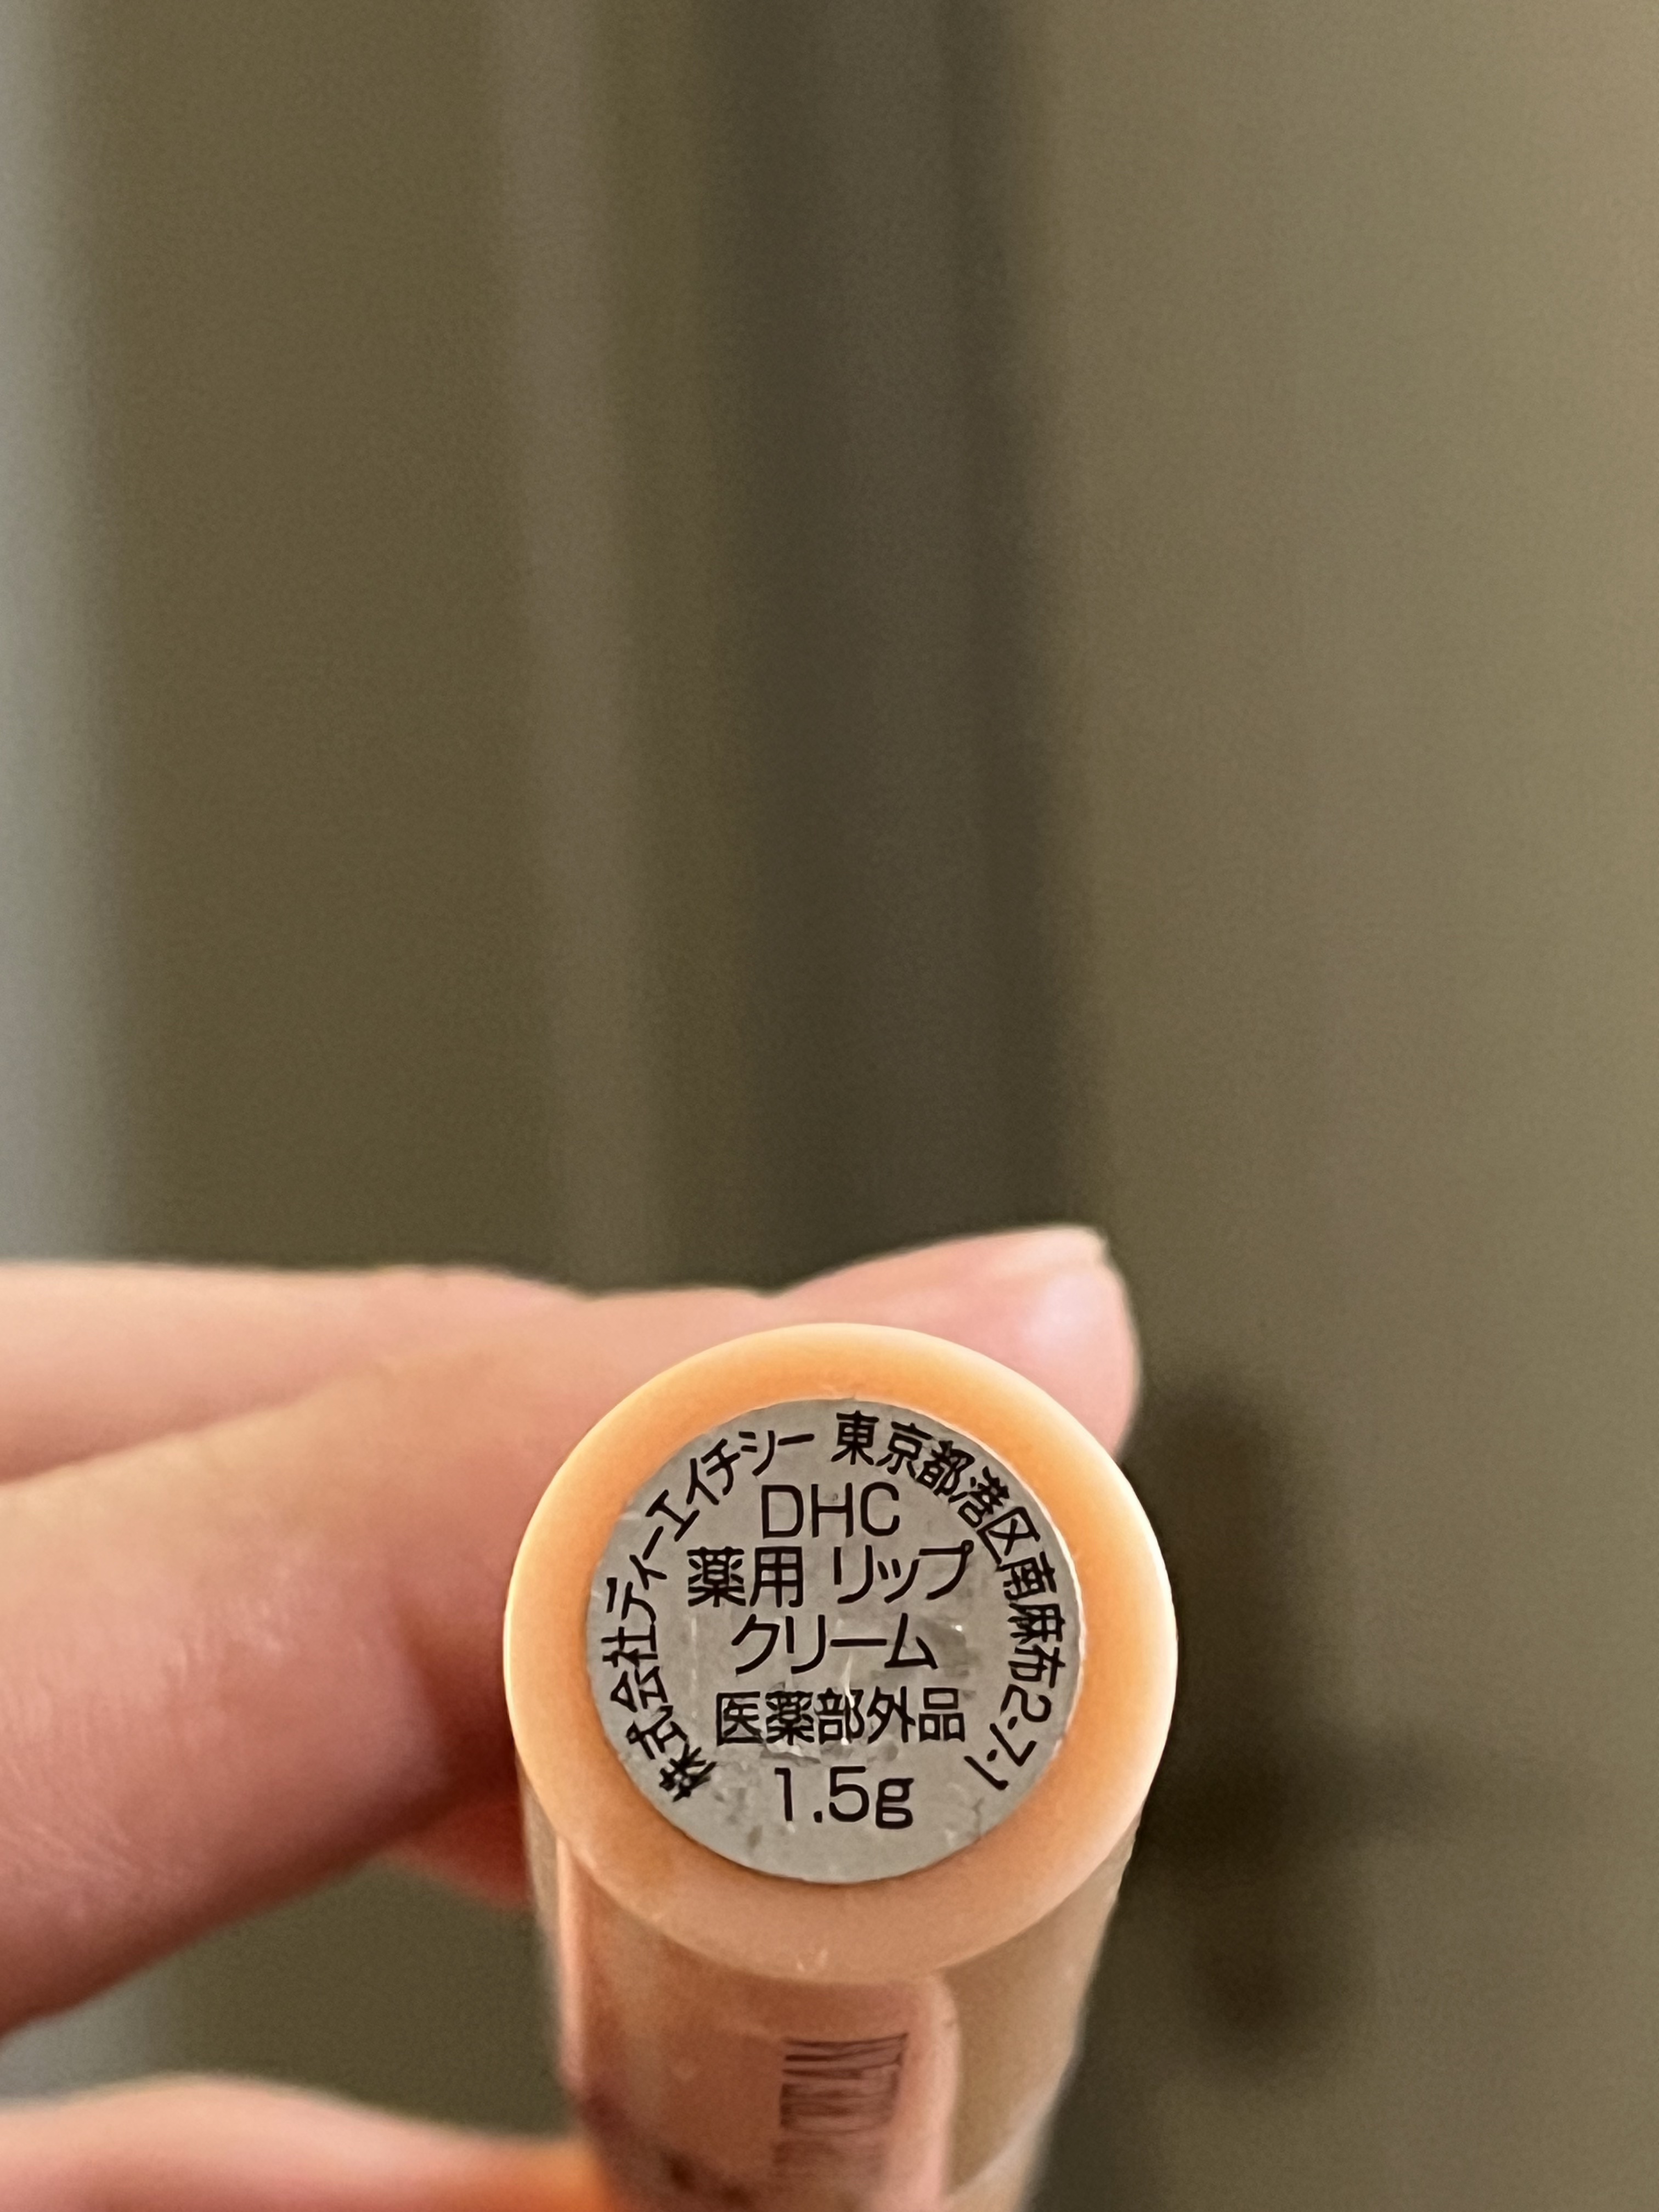 株式会社ディーエイチシー 東京都港区南麻布2-7-1
DHC
薬用 リップ
クリーム
医薬部外品
1.5g